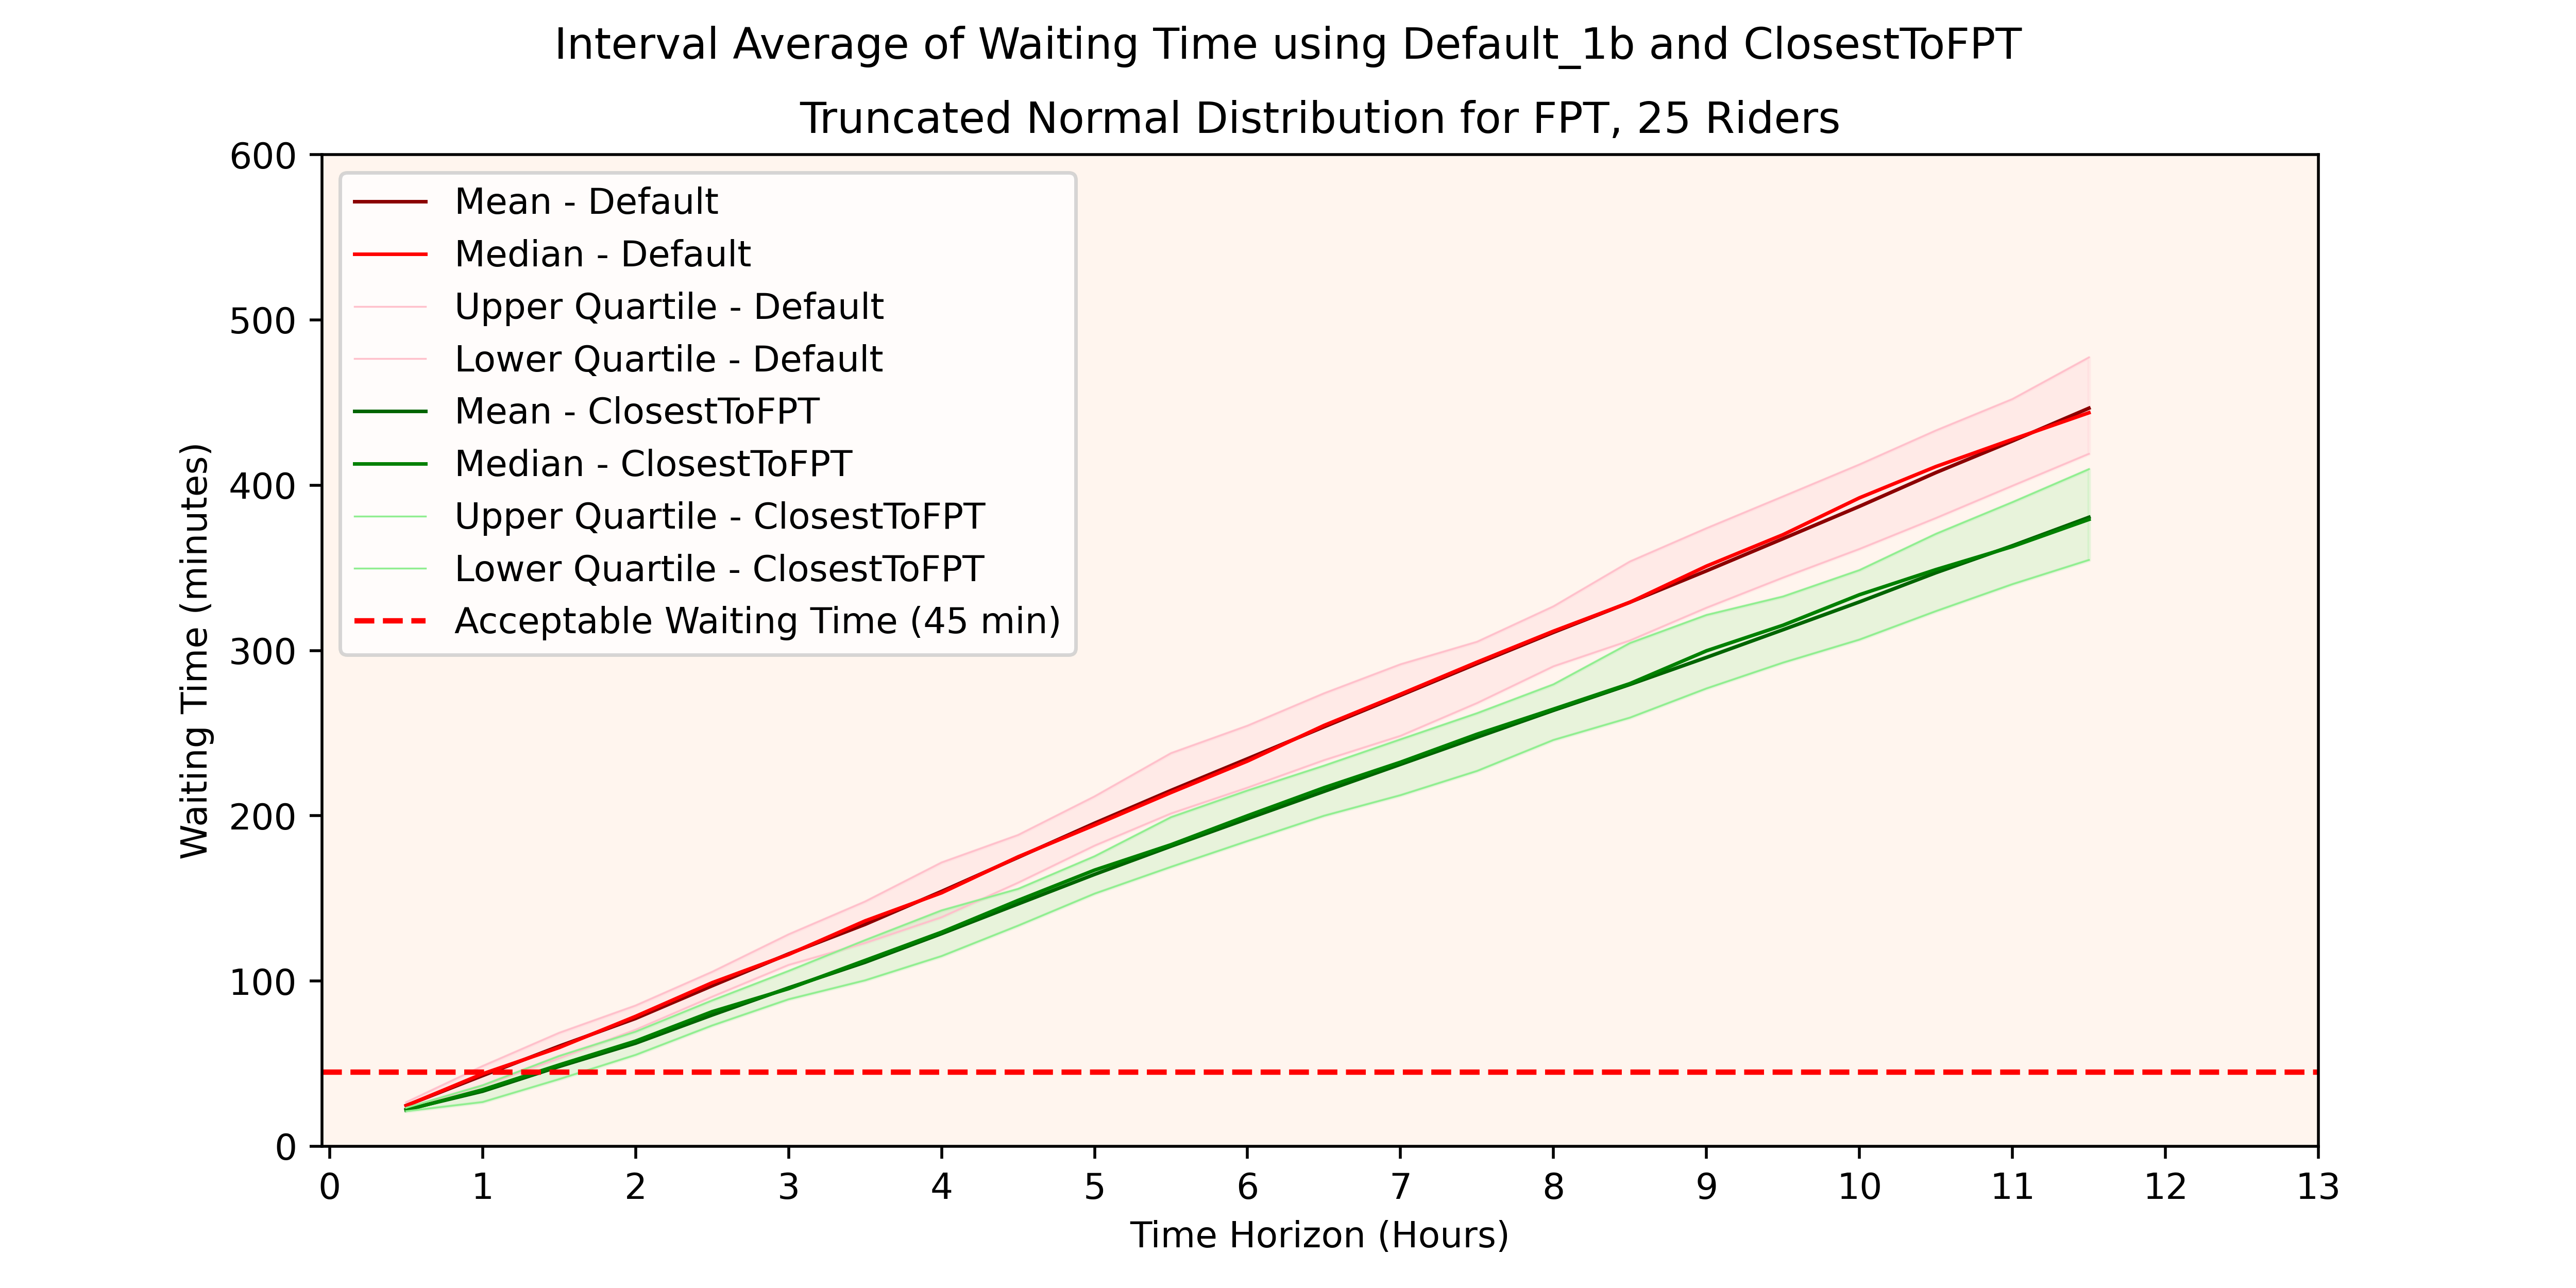 Interval Average of Waiting Time using Default_1b and ClosestToFPT
Truncated Normal Distribution for FPT, 25 Riders
Waiting Time (minutes)
600
500
400
300
200
100
0
Mean - Default
Median - Default
Upper Quartile - Default
Lower Quartile - Default
Mean - ClosestToFPT
Median - ClosestToFPT
Upper Quartile - ClosestToFPT
Lower Quartile - ClosestToFPT
Acceptable Waiting Time (45 min)
0 1 2 3 4 5 6 7 8 9 10 11 12 13
Time Horizon (Hours)